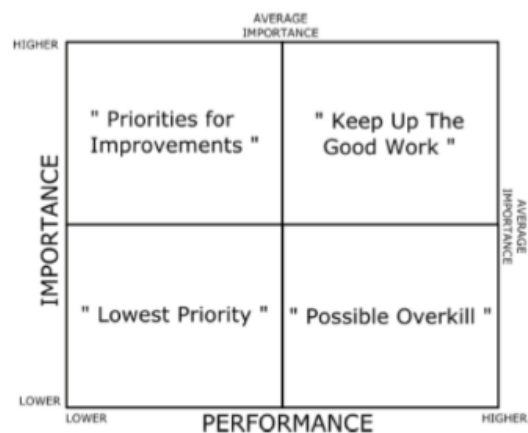 AVERAGE
IMPORTANCE
HIGHER
" Priorities for
Improvements "
" Keep Up The
Good Work "
IMPORTANCE
AVERAGE
IMPORTANCE
" Lowest Priority "
" Possible Overkill "
LOWER
LOWER
PERFORMANCE
HIGHER